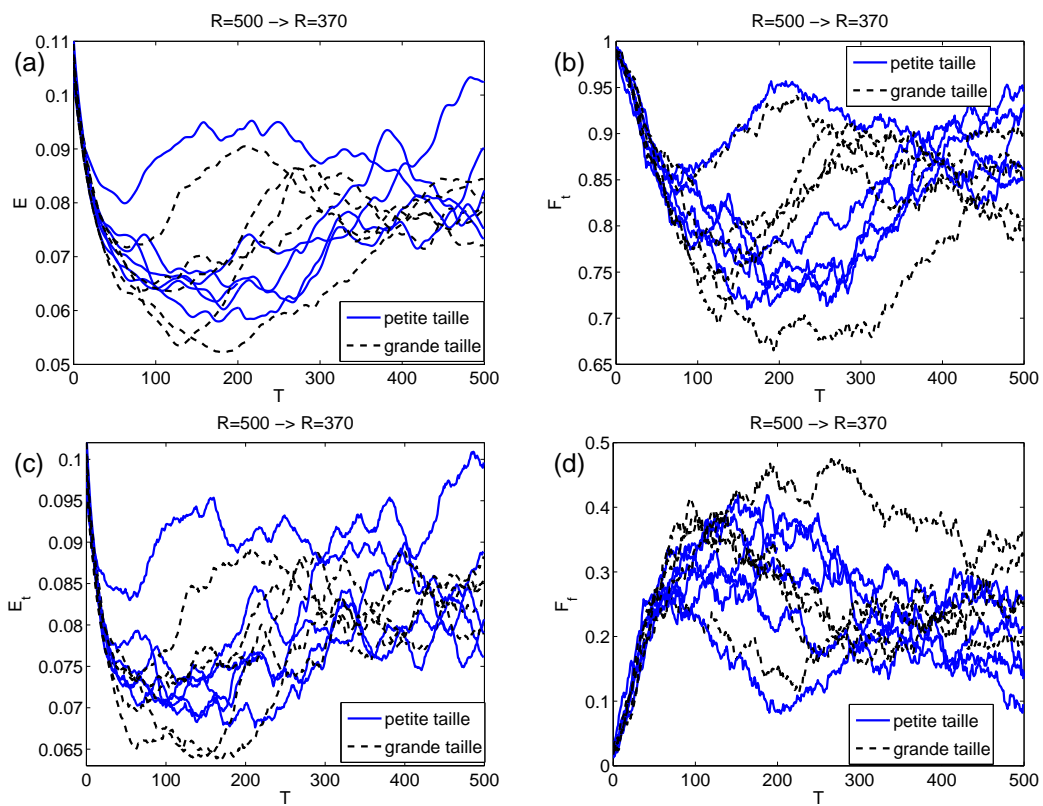 R=500 −> R=370
(a)
E
0.11
0.1
0.09
0.08
0.07
0.06
0.05
0 100 200 300 400 500
T
petite taille
grande taille
R=500 −> R=370
(b)
F_t
1
0.95
0.9
0.85
0.8
0.75
0.7
0.65
0 100 200 300 400 500
T
petite taille
grande taille
R=500 −> R=370
(c)
E_t
0.1
0.095
0.09
0.085
0.08
0.075
0.07
0.065
0 100 200 300 400 500
T
petite taille
grande taille
R=500 −> R=370
(d)
F_f
0.5
0.4
0.3
0.2
0.1
0
0 100 200 300 400 500
T
petite taille
grande taille